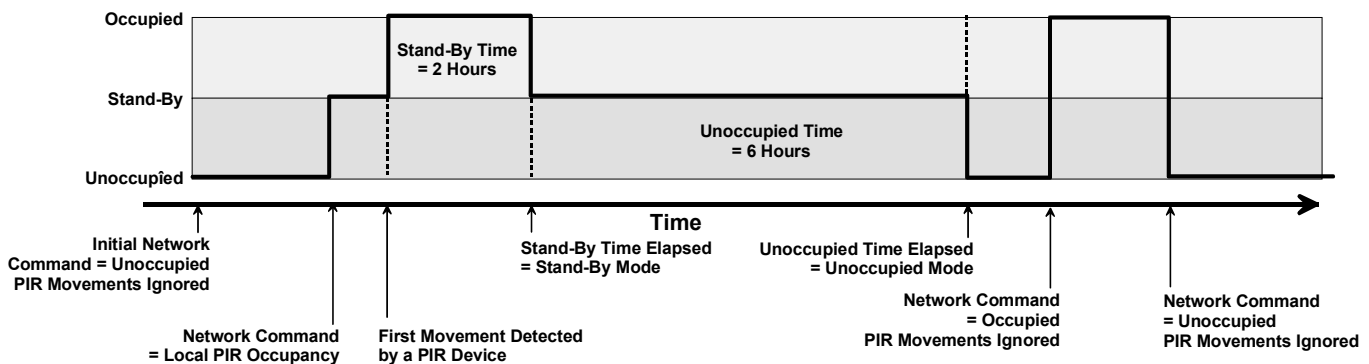 Occupied
Stand-By Time
= 2 Hours
Stand-By
Unoccupied Time
= 6 Hours
Unoccupied
Time
Initial Network
Command = Unoccupied
PIR Movements Ignored
Stand-By Time Elapsed
= Stand-By Mode
Unoccupied Time Elapsed
= Unoccupied Mode
Network Command
= Local PIR Occupancy
First Movement Detected
by a PIR Device
Network Command
= Occupied
PIR Movements Ignored
Network Command
= Unoccupied
PIR Movements Ignored